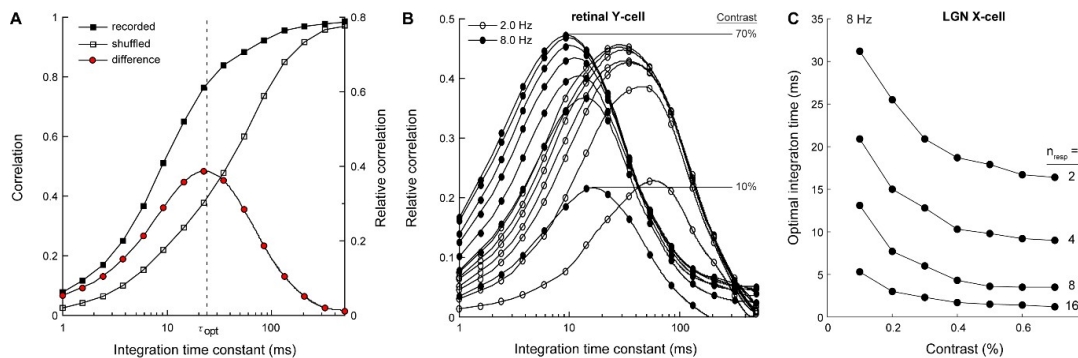 A
recorded
shuffled
difference
1
0.8
0.6
0.4
0.2
0
Correlation
0.8
0.6
0.4
0.2
0.0
Relative correlation
1
10
τopt
100
Integration time constant (ms)
B
retinal Y-cell
2.0 Hz
8.0 Hz
Contrast
70%
10%
0.5
0.4
0.3
0.2
0.1
0
Relative correlation
1
10
100
Integration time constant (ms)
C
8 Hz
LGN X-cell
35
30
25
20
15
10
5
0
Optimal integration time (ms)
nresp =
2
4
8
16
0
0.2
0.4
0.6
Contrast (%)